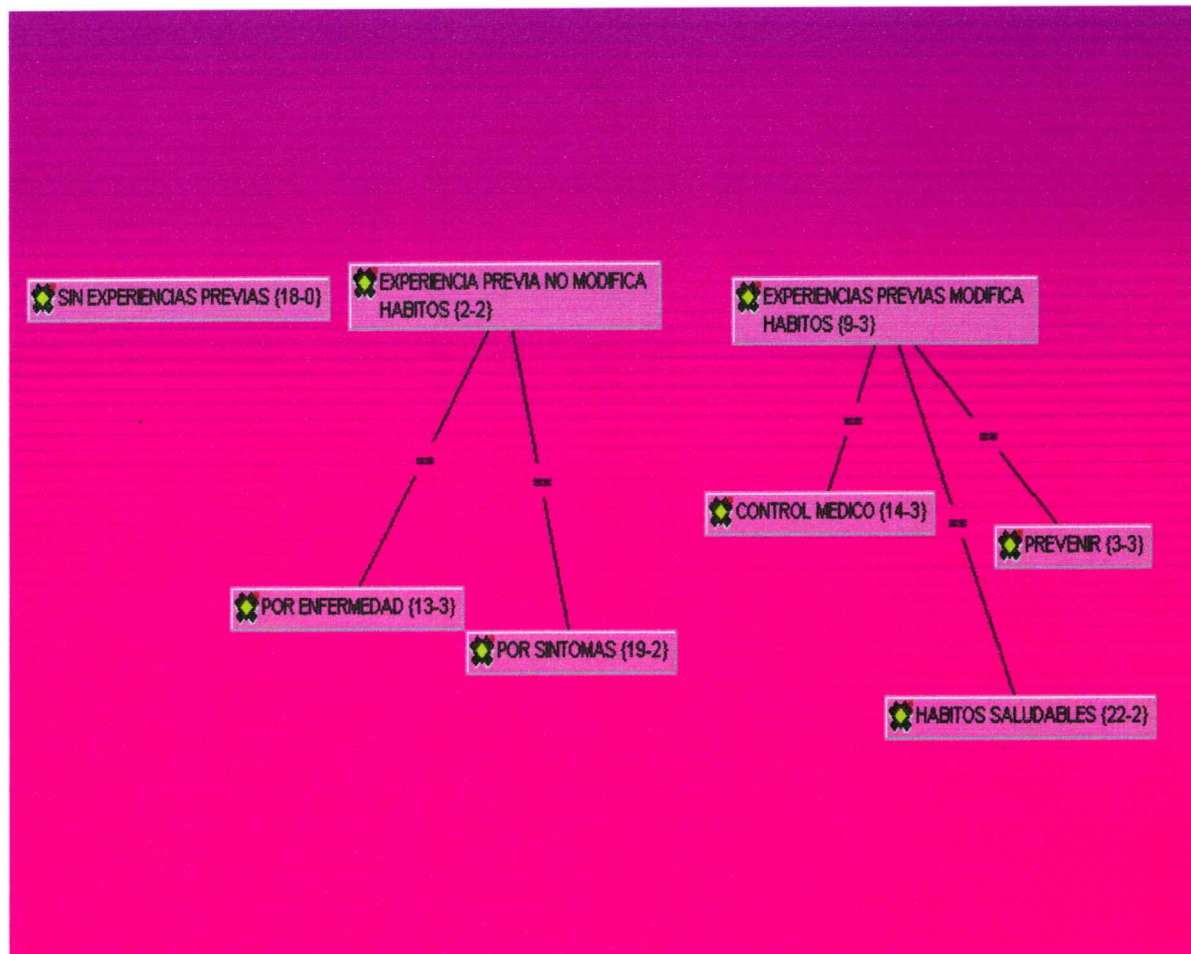 SIN EXPERIENCIAS PREVIAS {18-0}
EXPERIENCIA PREVIA NO MODIFICA
HABITOS {2-2}
EXPERIENCIAS PREVIAS MODIFICA
HABITOS {9-3}
==
==
==
==
==
CONTROL MEDICO {14-3}
PREVENIR {3-3}
POR ENFERMEDAD {13-3}
POR SINTOMAS {19-2}
HABITOS SALUDABLES {22-2}